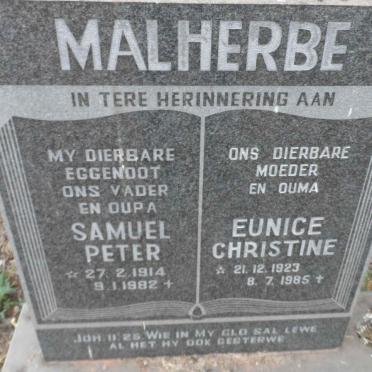 MALHERBE
IN TERE HERINNERING AAN
MY DIERBARE
EGGENOOT
ONS VADER
EN OUPA
SAMUEL
PETER
☆ 27.2.1914
9.1.1982 +
ONS DIERBARE
MOEDER
EN OUMA
EUNICE
CHRISTINE
☆ 21.12.1923
8.7.1985 +
JOH 11:25 WIE IN MY GLO SAL LEWE
AL HET HY OOK GESTERWE